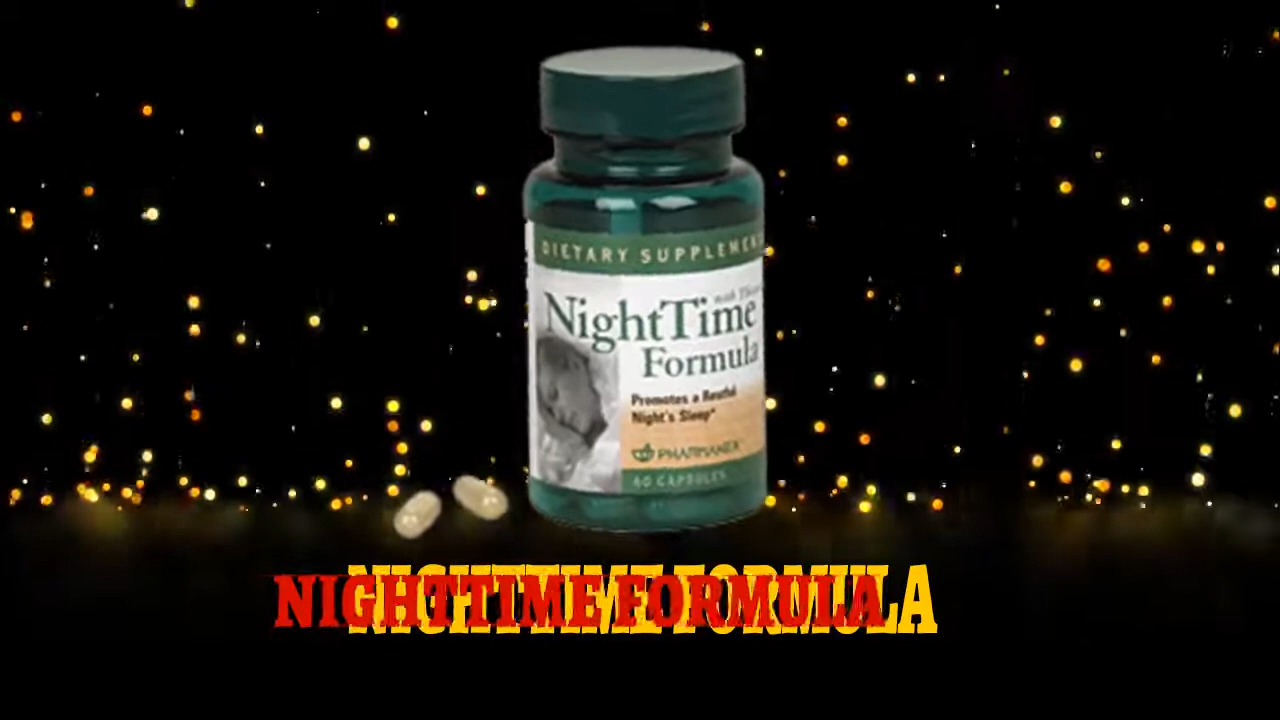 DIETARY SUPPLEMENT
NightTime
Formula
Promotes a Restful
Night's Sleep*
PHARMANEX
60 CAPSULES
NIGHTTIME FORMULA
NIGHTTIME FORMULA